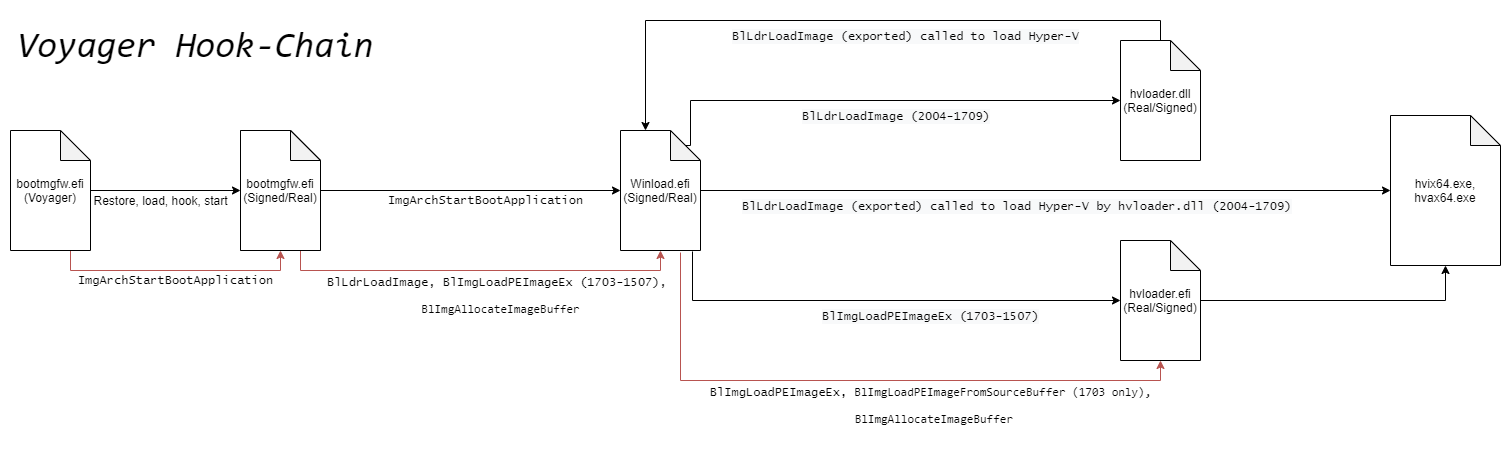 Voyager Hook-Chain
BlLdrLoadImage (exported) called to load Hyper-V
hvloader.dll
(Real/Signed)
BlLdrLoadImage (2004-1709)
bootmgfw.efi
(Voyager)
Restore, load, hook, start
bootmgfw.efi
(Signed/Real)
ImgArchStartBootApplication
Winload.efi
(Signed/Real)
BlLdrLoadImage (exported) called to load Hyper-V by hvloader.dll (2004-1709)
hvix64.exe,
hvax64.exe
ImgArchStartBootApplication
BlLdrLoadImage, BlImgLoadPEImageEx (1703-1507),
BlImgAllocateImageBuffer
hvloader.efi
(Real/Signed)
BlImgLoadPEImageEx (1703-1507)
BlImgLoadPEImageEx, BlImgLoadPEImageFromSourceBuffer (1703 only),
BlImgAllocateImageBuffer